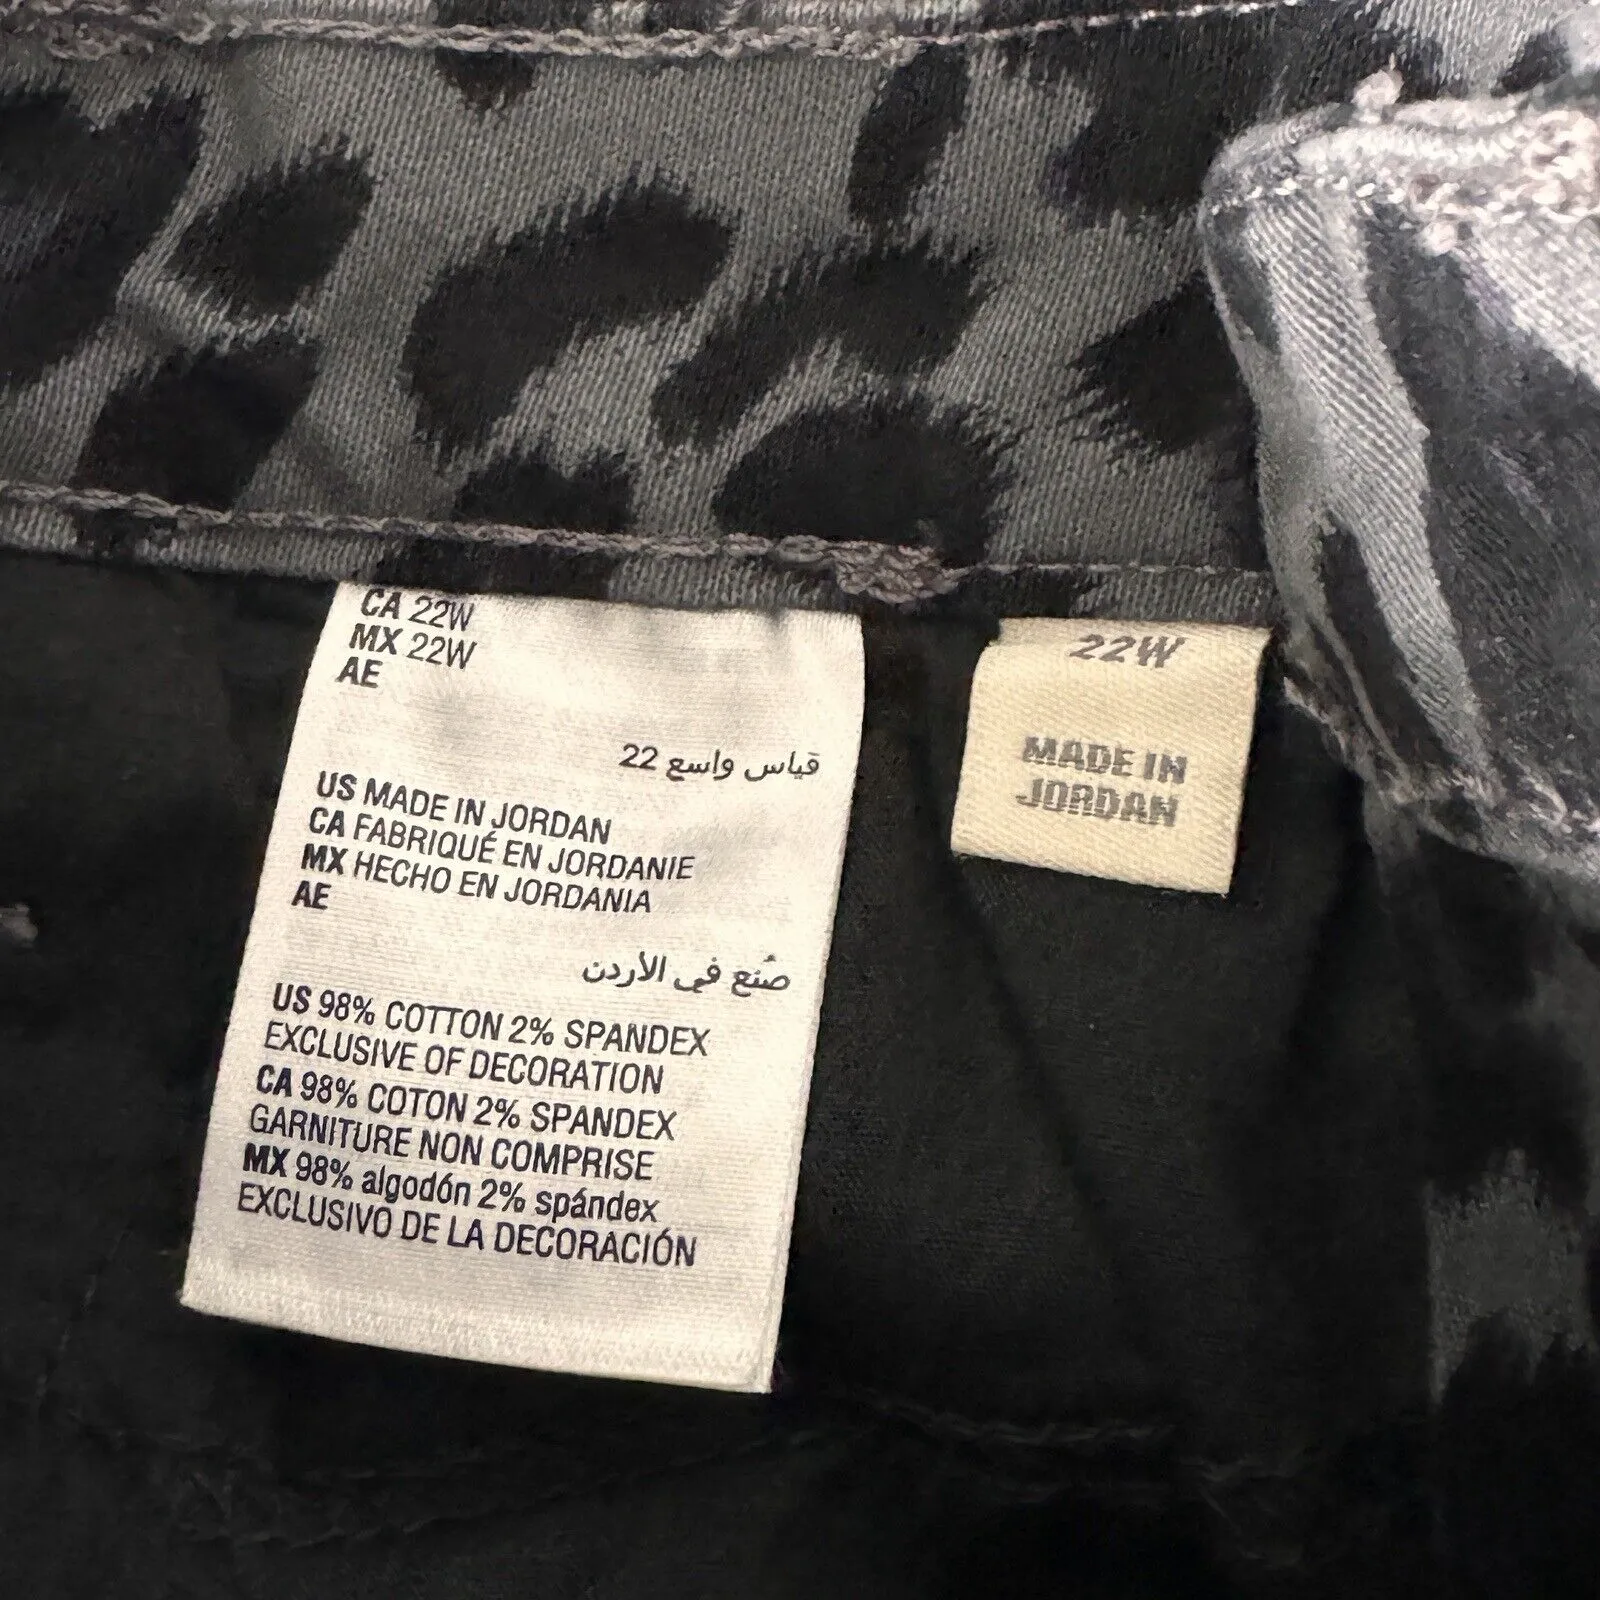 CA 22W
MX 22W
AE
قياس واسع 22
US MADE IN JORDAN
CA FABRIQUÉ EN JORDANIE
MX HECHO EN JORDANIA
AE
صُنع في الأردن
US 98% COTTON 2% SPANDEX
EXCLUSIVE OF DECORATION
CA 98% COTON 2% SPANDEX
GARNITURE NON COMPRISE
MX 98% algodón 2% spándex
EXCLUSIVO DE LA DECORACIÓN
22W
MADE IN
JORDAN